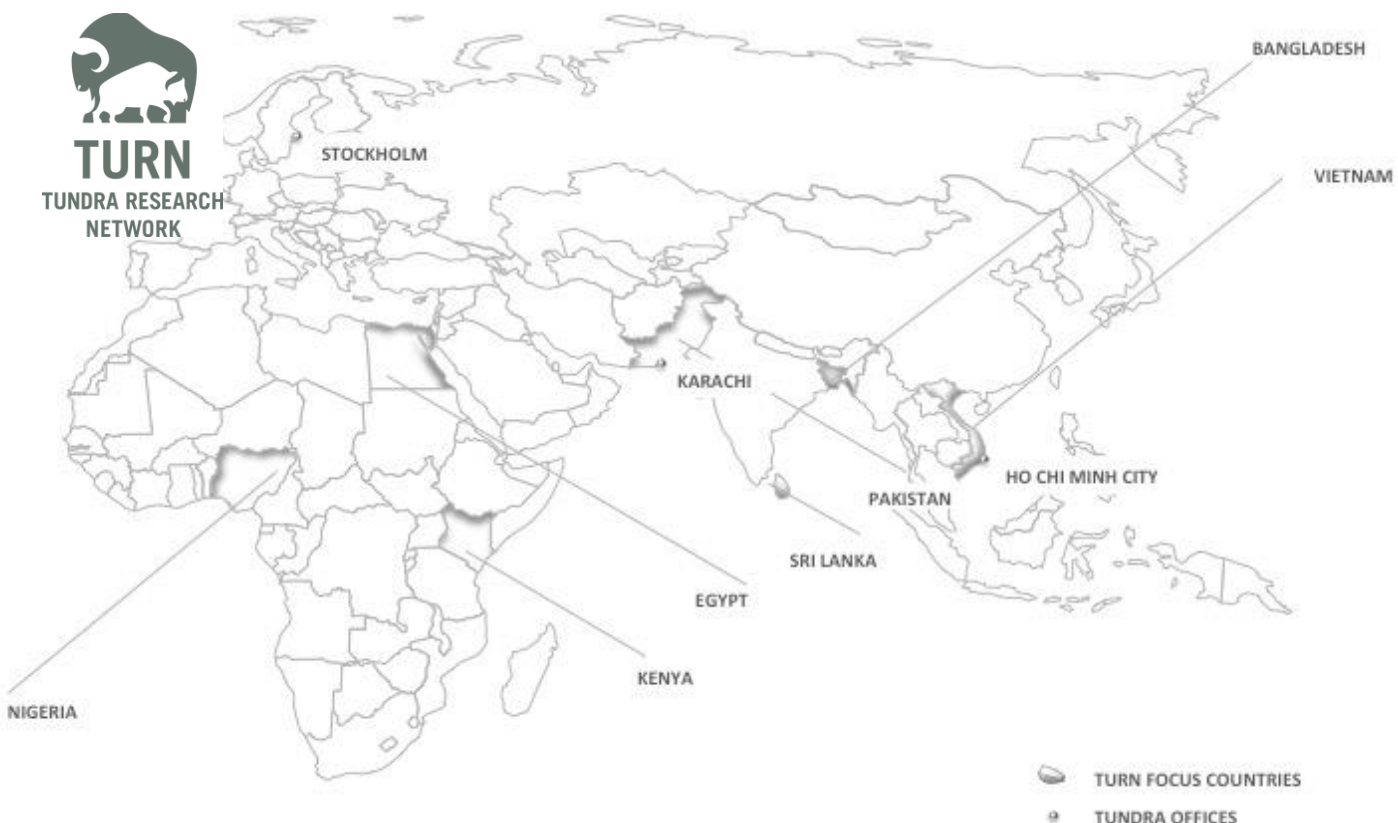 BANGLADESH
TURN
TUNDRA RESEARCH
NETWORK
STOCKHOLM
VIETNAM
KARACHI
HO CHI MINH CITY
PAKISTAN
SRI LANKA
EGYPT
KENYA
NIGERIA
TURN FOCUS COUNTRIES
TUNDRA OFFICES